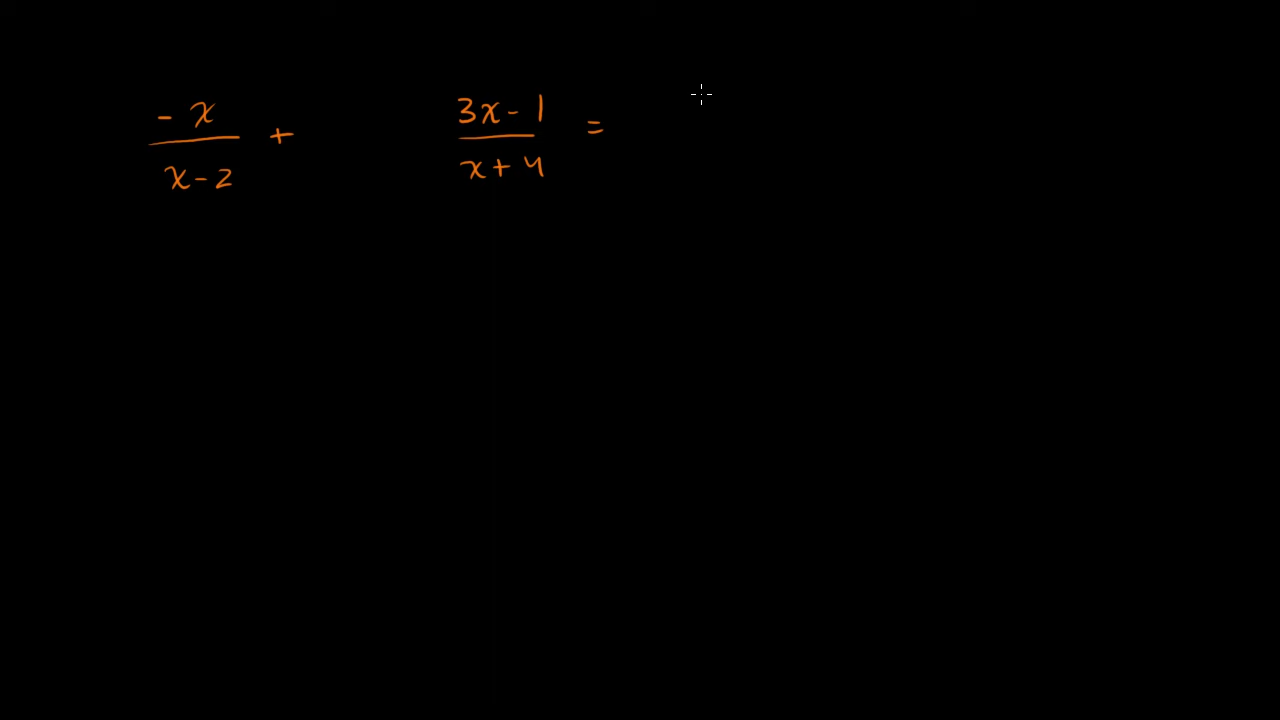 - x + 3x - 1 =
x - 2 x + 4